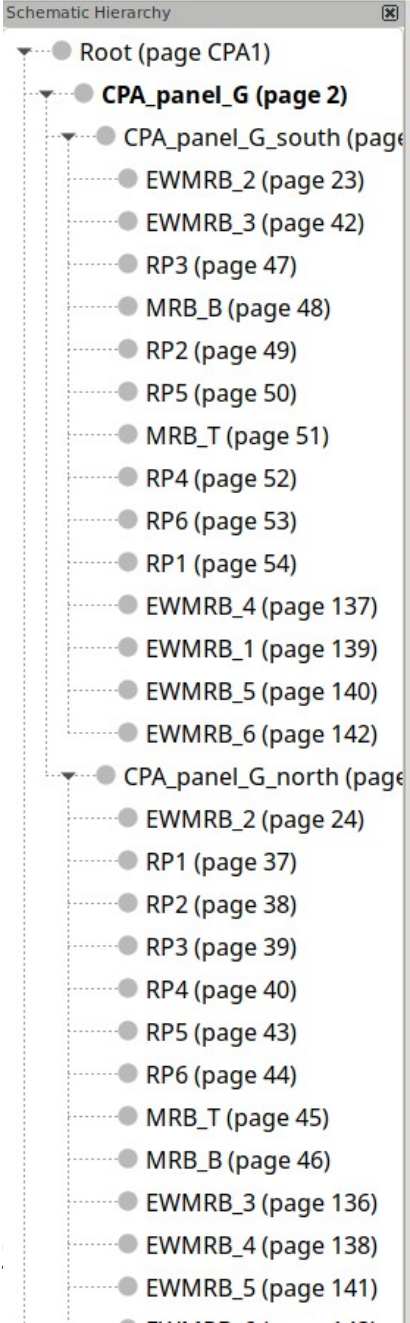 Schematic Hierarchy
Root (page CPA1)
CPA_panel_G (page 2)
CPA_panel_G_south (page
EWMRB_2 (page 23)
EWMRB_3 (page 42)
RP3 (page 47)
MRB_B (page 48)
RP2 (page 49)
RP5 (page 50)
MRB_T (page 51)
RP4 (page 52)
RP6 (page 53)
RP1 (page 54)
EWMRB_4 (page 137)
EWMRB_1 (page 139)
EWMRB_5 (page 140)
EWMRB_6 (page 142)
CPA_panel_G_north (page
EWMRB_2 (page 24)
RP1 (page 37)
RP2 (page 38)
RP3 (page 39)
RP4 (page 40)
RP5 (page 43)
RP6 (page 44)
MRB_T (page 45)
MRB_B (page 46)
EWMRB_3 (page 136)
EWMRB_4 (page 138)
EWMRB_5 (page 141)